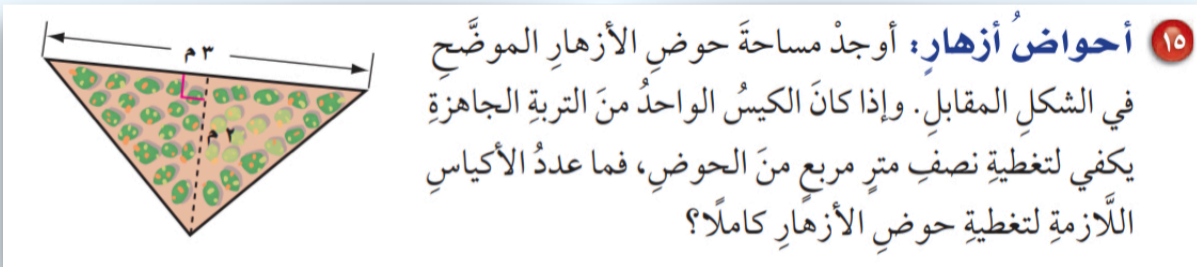 ١٥ أحواضُ أزهارٍ: أوجدْ مساحةَ حوضِ الأزهارِ الموضَّحِ
في الشكلِ المقابلِ. وإذا كانَ الكيسُ الواحدُ منَ التربةِ الجاهزةِ
يكفي لتغطيةِ نصفِ مترٍ مربعٍ منَ الحوضِ، فما عددُ الأكياسِ
اللَّازمةِ لتغطيةِ حوضِ الأزهارِ كاملًا؟
٣ م
٢ م